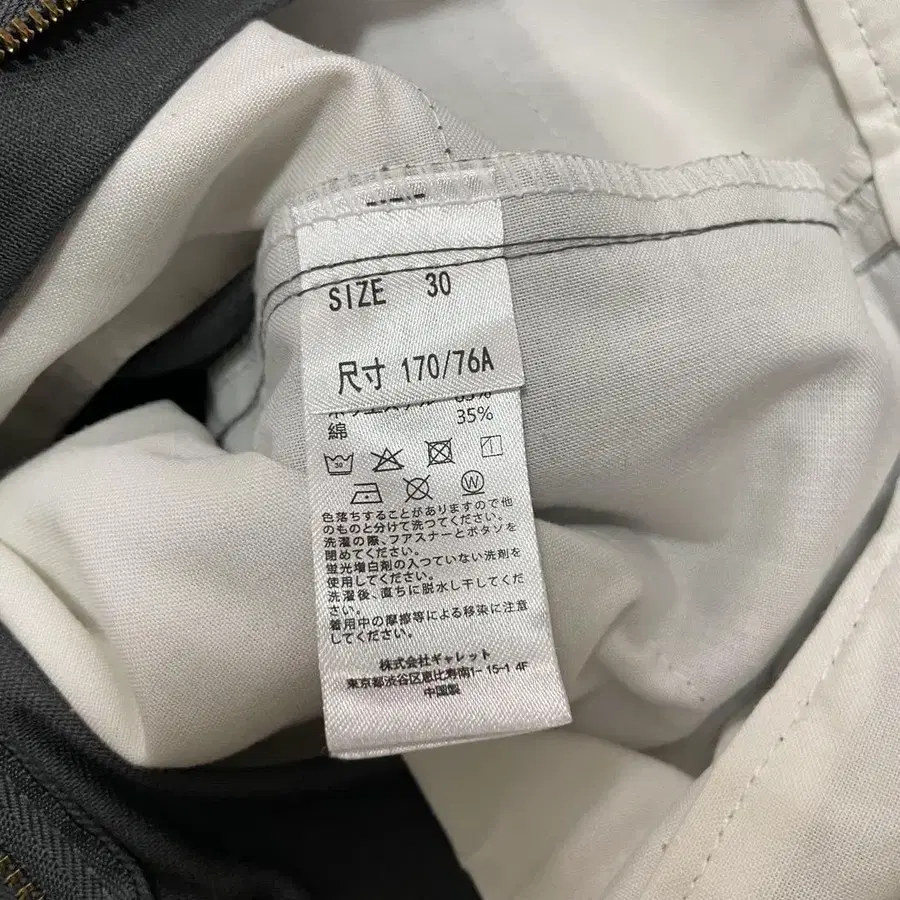 SIZE 30
尺寸 170/76A
綿 35%
30
W
色落ちすることがありますので他
のものと分けて洗つてください。
洗濯の際、フアスナーとボタンを
閉めてください。
蛍光増白剤の入つていない洗剤を
使用してください。
洗濯後、直ちに脱水し干してくださ
い。
着用中の摩擦等による移染に注意
してください。
株式会社ギャレット
東京都渋谷区恵比寿南1-15-1 4F
中国製